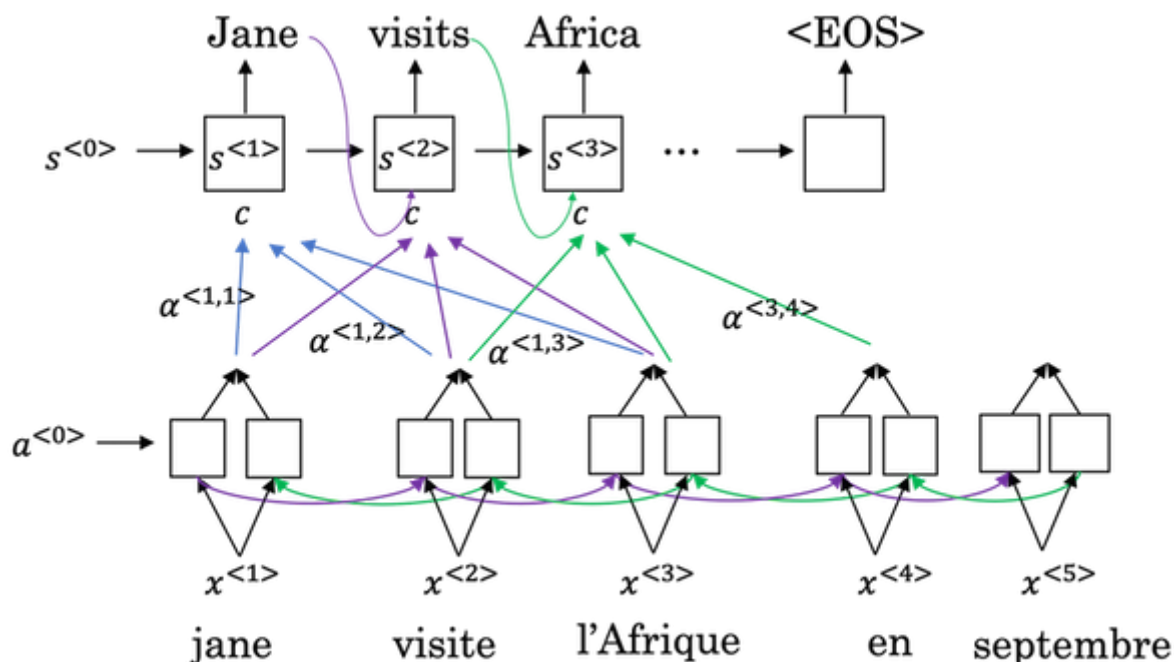 Jane visits Africa <EOS>
s^{<0>} s^{<1>} s^{<2>} s^{<3>} ...
c c c
α^{<1,1>} α^{<1,2>} α^{<1,3>} α^{<3,4>}
a^{<0>}
x^{<1>} x^{<2>} x^{<3>} x^{<4>} x^{<5>}
jane visite l'Afrique en septembre